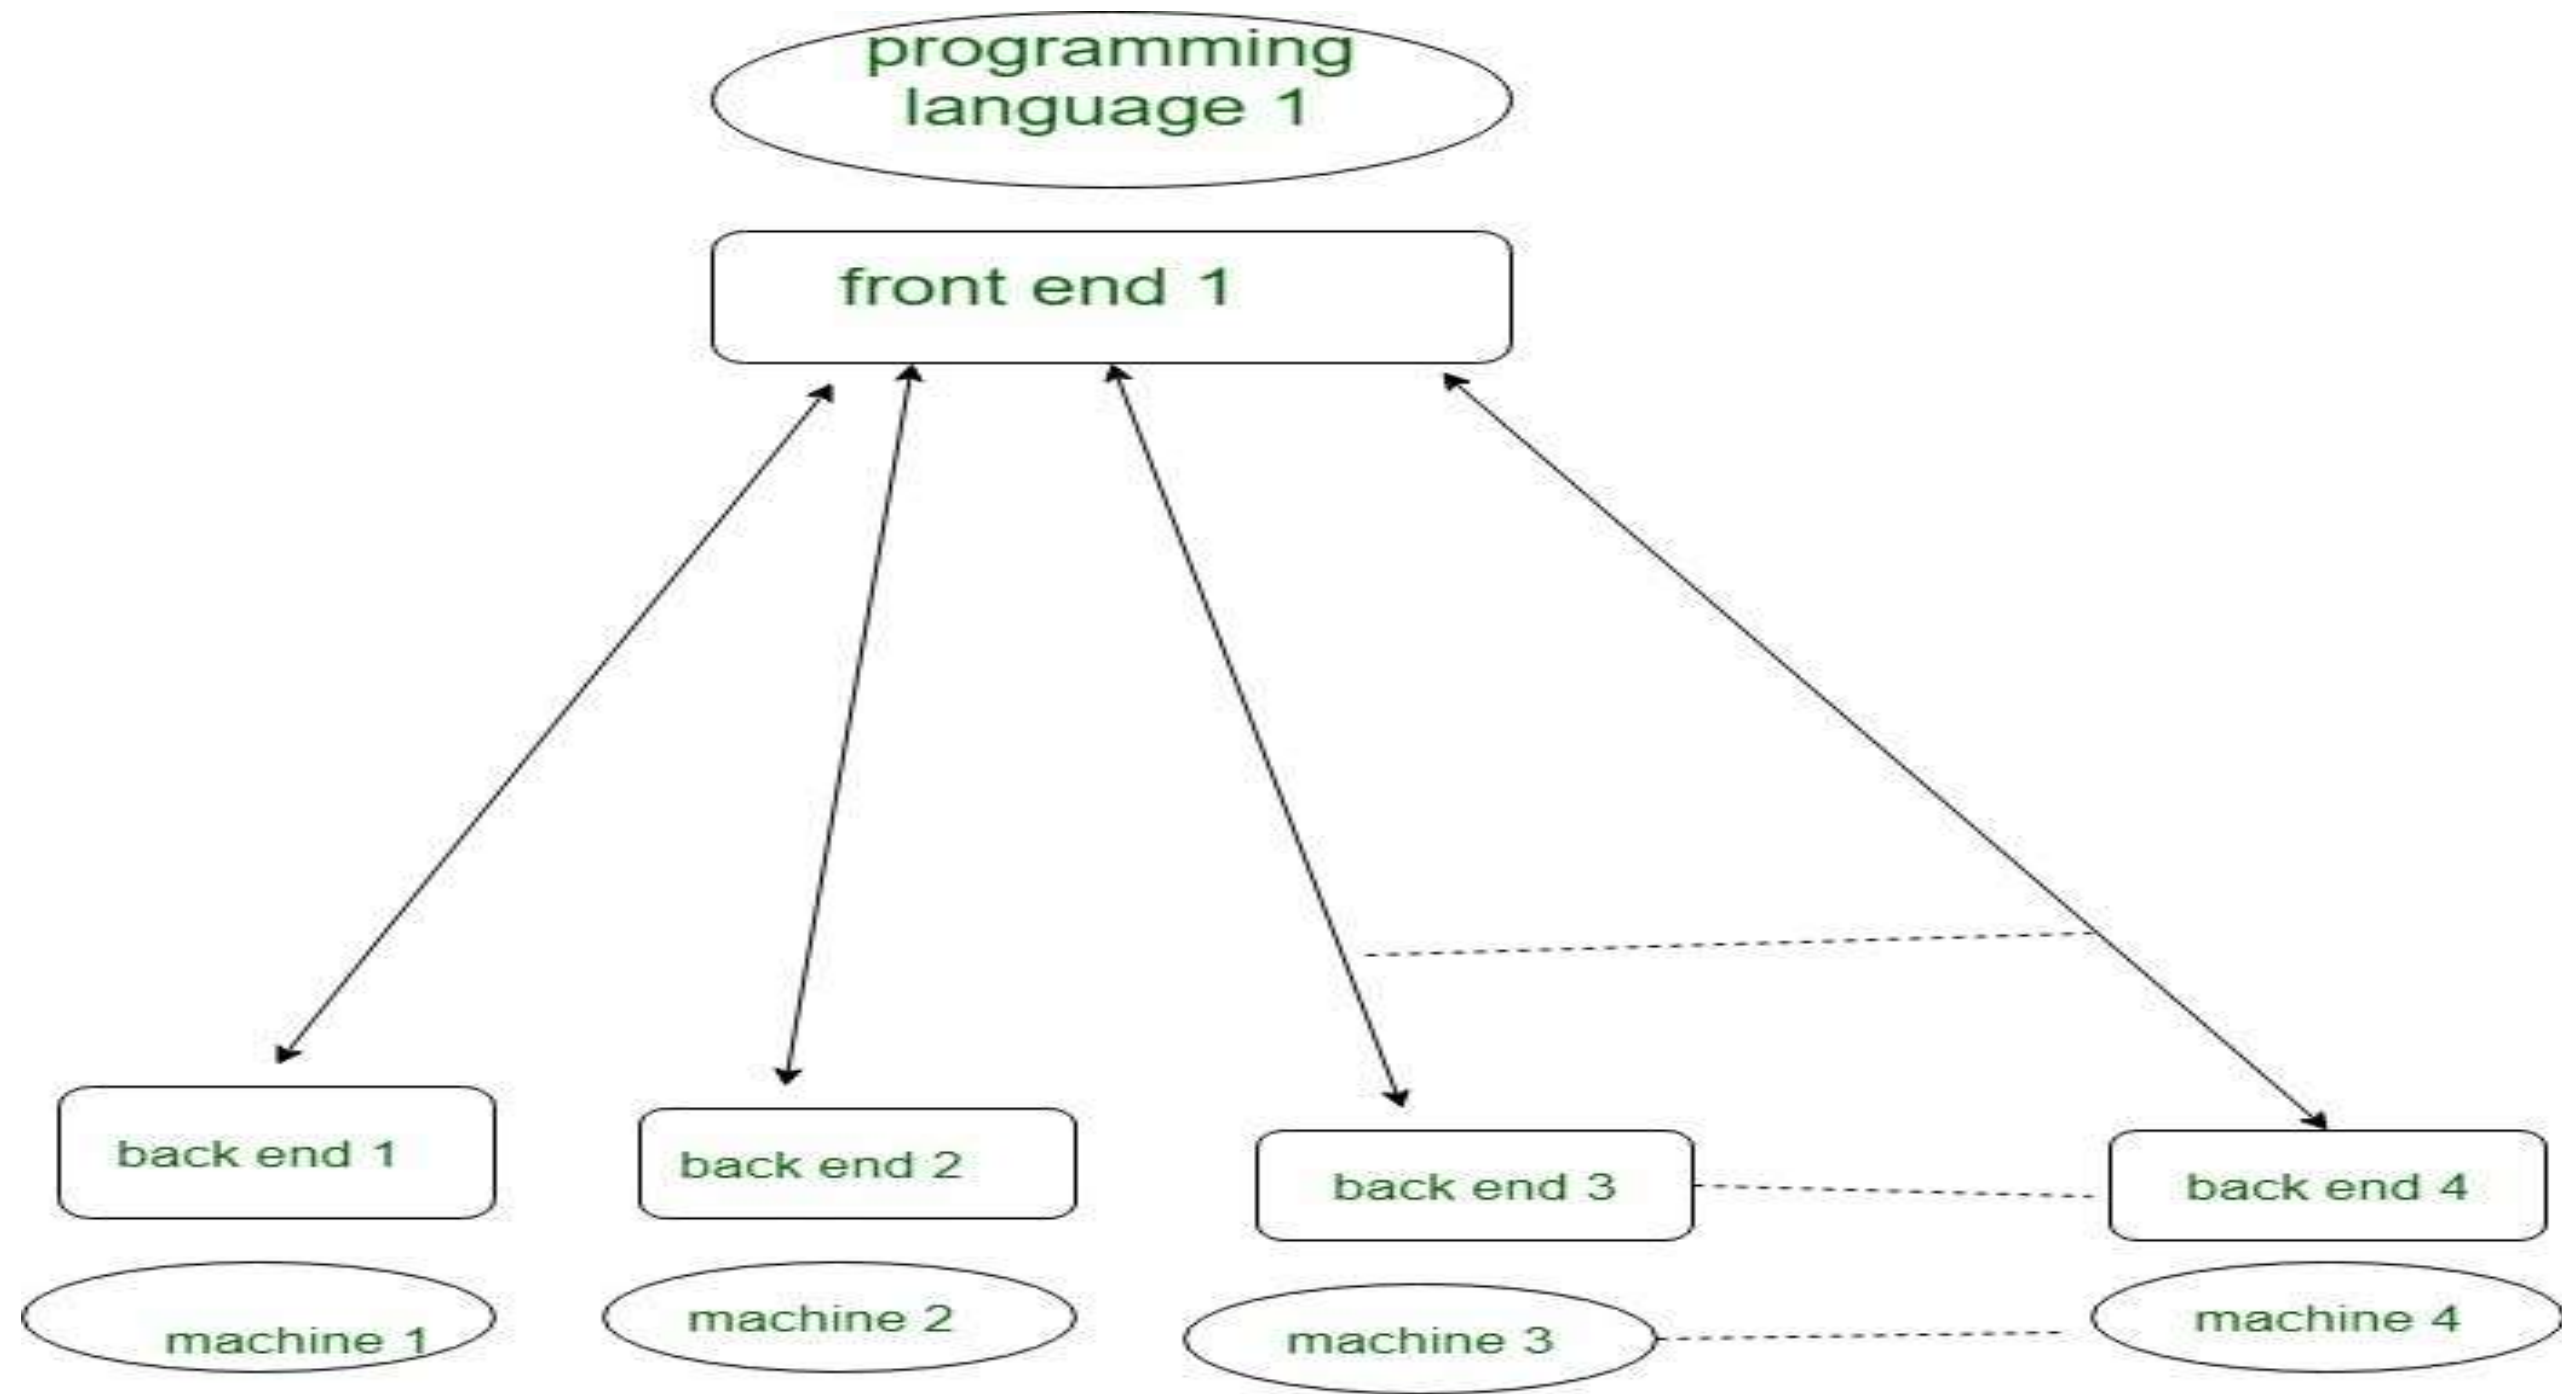 programming
language 1
front end 1
back end 1
back end 2
back end 3
back end 4
machine 1
machine 2
machine 3
machine 4